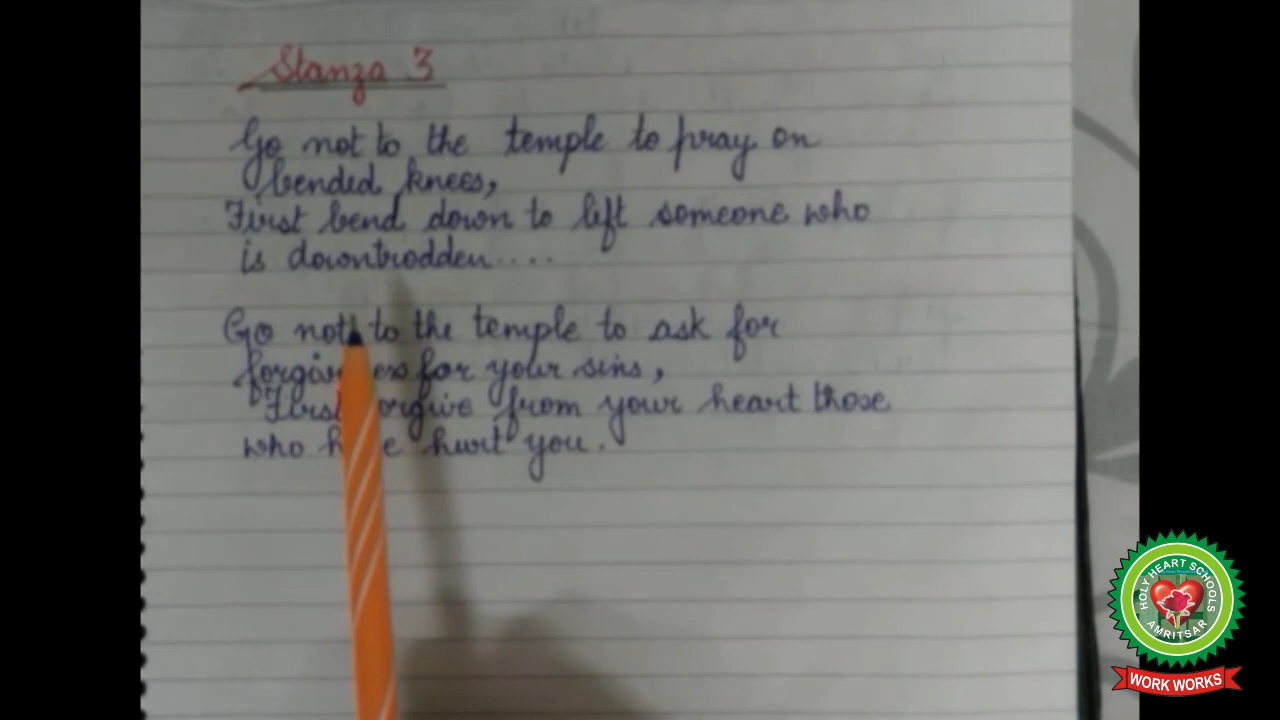 Stanza 3
Go not to the temple to pray on
bended knees,
First bend down to left someone who
is downtrodden....
Go not to the temple to ask for
for your sins,
from your heart those
who hurt you.
HOLY HEART SCHOOLS
AMRITSAR
WORK WORKS